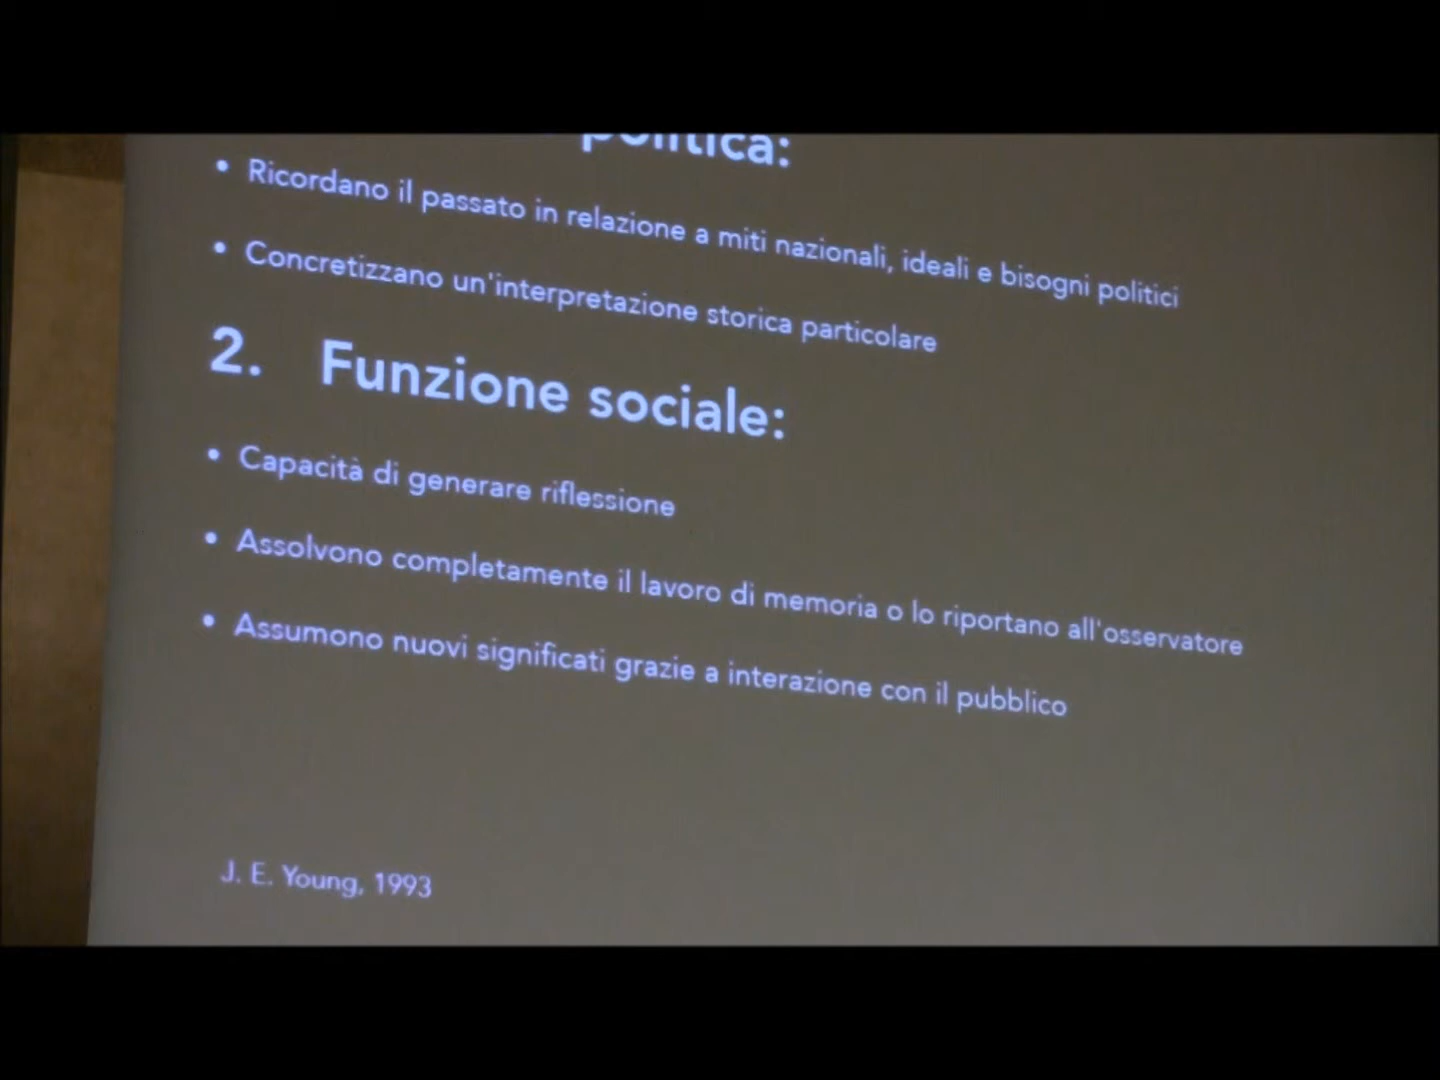 politica:
• Ricordano il passato in relazione a miti nazionali, ideali e bisogni politici
• Concretizzano un'interpretazione storica particolare
2. Funzione sociale:
• Capacità di generare riflessione
• Assolvono completamente il lavoro di memoria o lo riportano all'osservatore
• Assumono nuovi significati grazie a interazione con il pubblico
J. E. Young, 1993